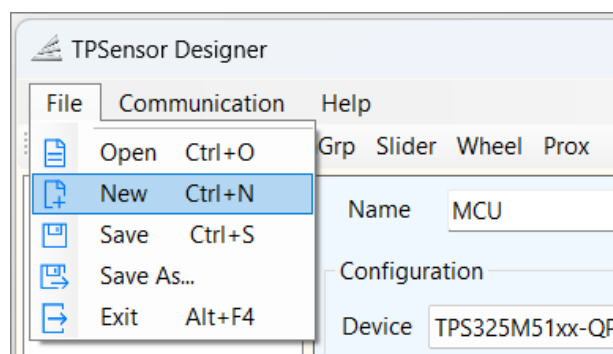 TPSensor Designer
File Communication Help
Grp Slider Wheel Prox
Open Ctrl+O
New Ctrl+N
Save Ctrl+S
Save As...
Exit Alt+F4
Name MCU
Configuration
Device TPS325M51xx-QF